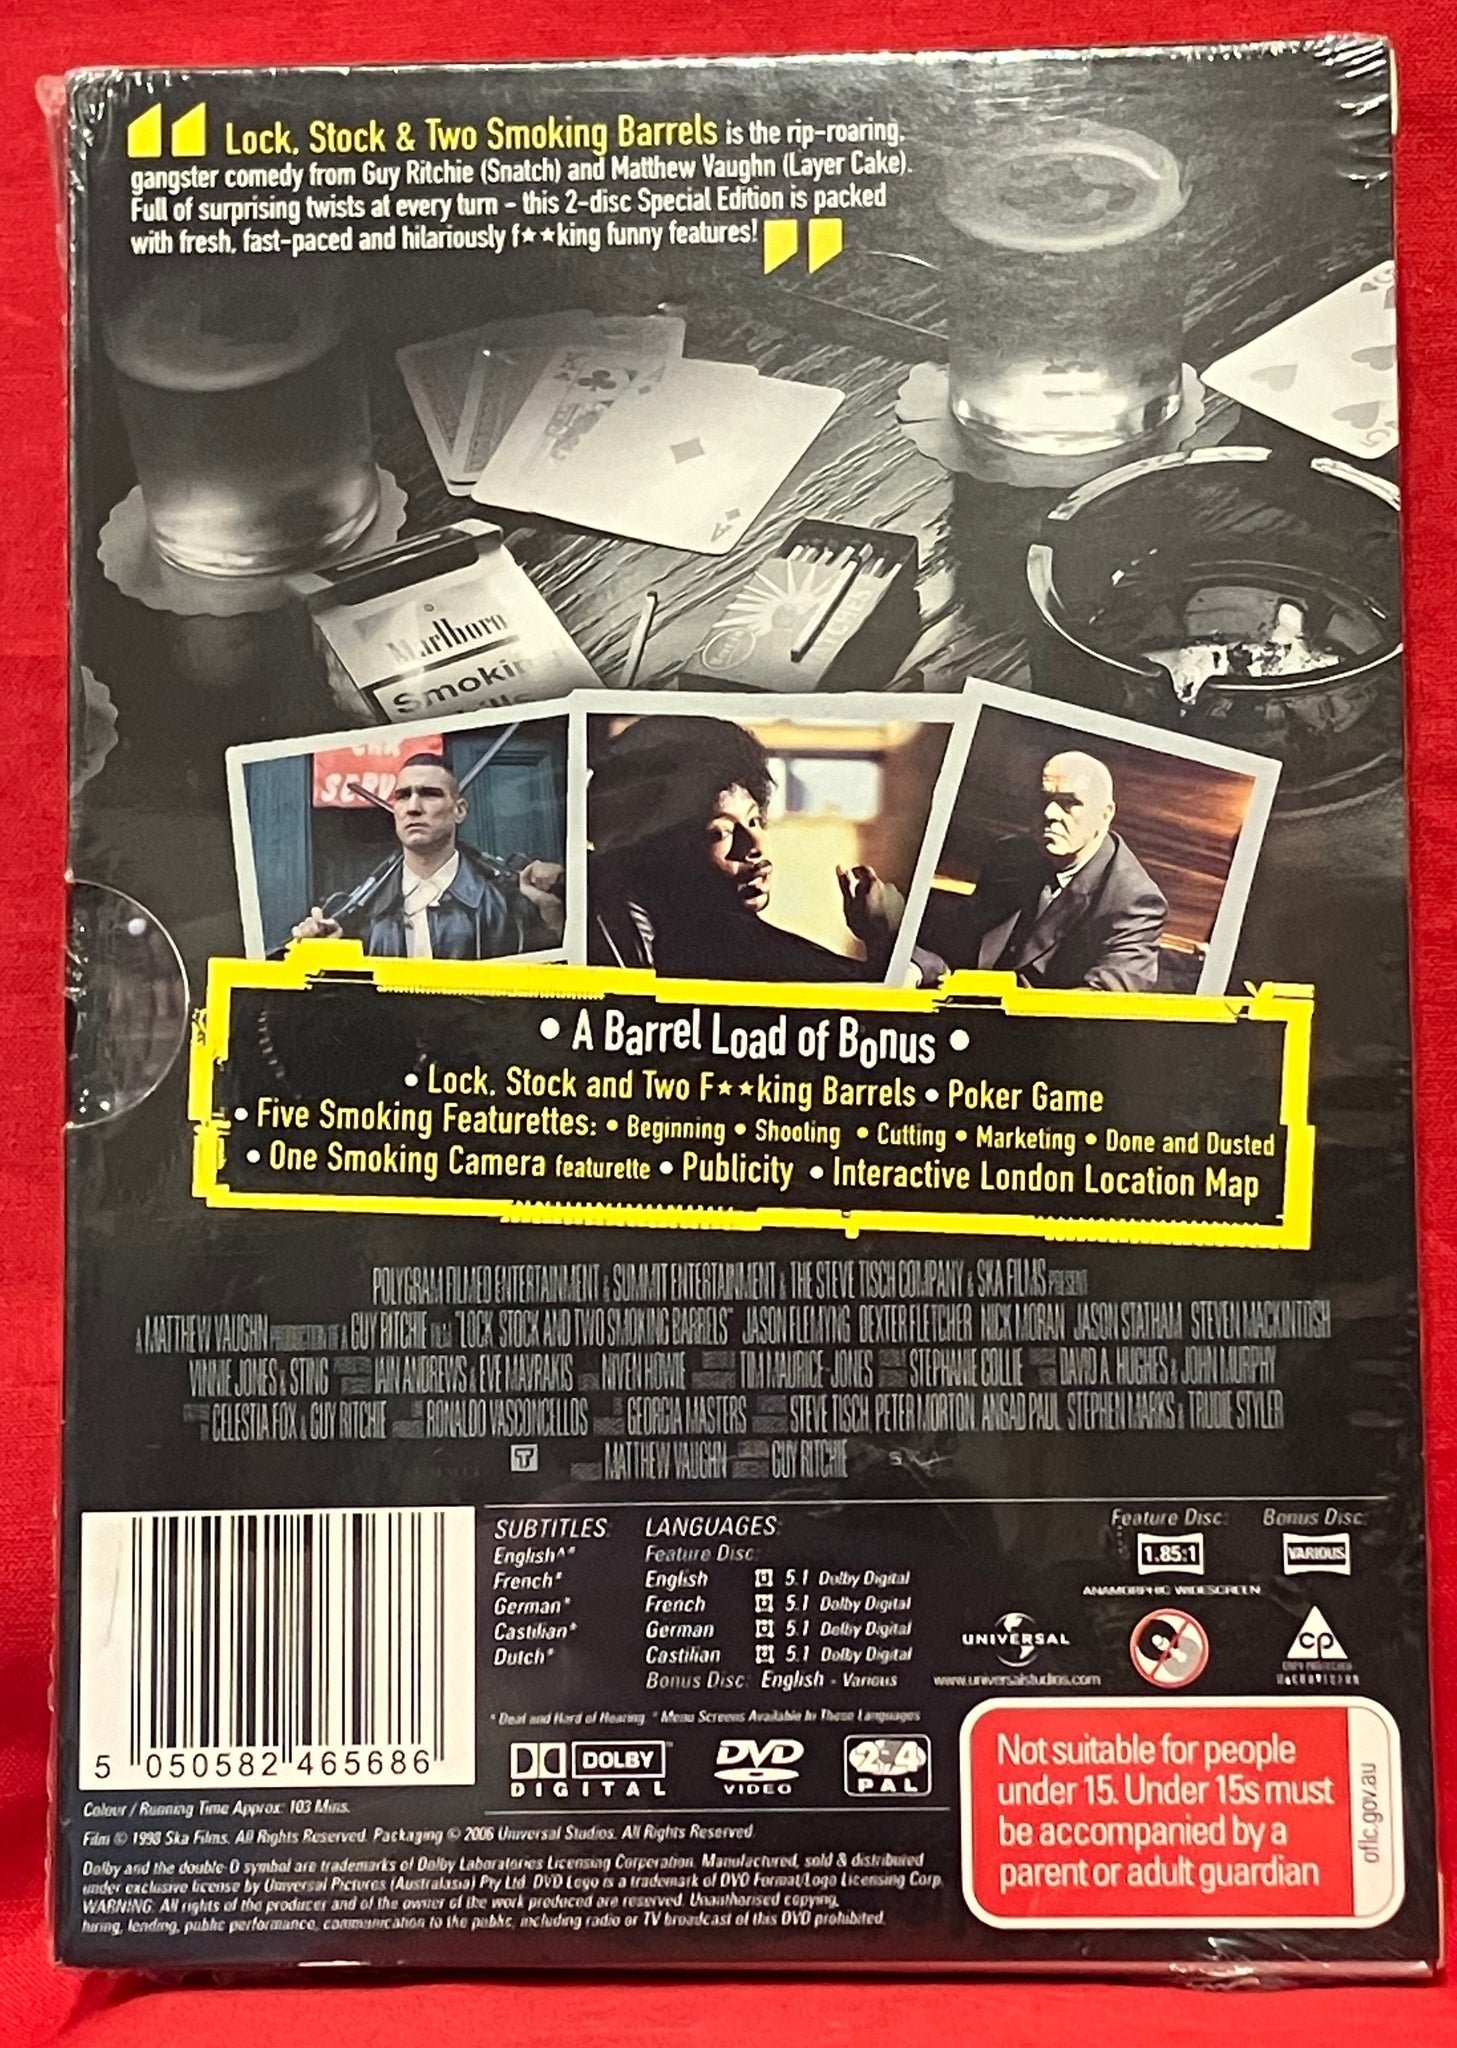 Lock, Stock & Two Smoking Barrels is the rip-roaring,
gangster comedy from Guy Ritchie (Snatch) and Matthew Vaughn (Layer Cake).
Full of surprising twists at every turn - this 2-disc Special Edition is packed
with fresh, fast-paced and hilariously f**king funny features!
Marlboro
Smokin
SERV
• A Barrel Load of Bonus •
• Lock, Stock and Two F**king Barrels • Poker Game
• Five Smoking Featurettes: • Beginning • Shooting • Cutting • Marketing • Done and Dusted
• One Smoking Camera featurette • Publicity • Interactive London Location Map
POLYGRAM FILMED ENTERTAINMENT & SUMMIT ENTERTAINMENT & THE STEVE TISCH COMPANY & SKA FILMS PRESENT
A MATTHEW VAUGHN PRODUCTION OF A GUY RITCHIE FILM "LOCK, STOCK AND TWO SMOKING BARRELS" JASON FLEMYNG DEXTER FLETCHER NICK MORAN JASON STATHAM STEVEN MACKINTOSH
VINNIE JONES & STING IAIN ANDREWS & EVE MAVRAKIS NIVEN HOWIE TIM MAURICE-JONES STEPHANIE COLLIE DAVID A. HUGHES & JOHN MURPHY
CELESTIA FOX & GUY RITCHIE RONALDO VASCONCELLOS GEORGIA MASTERS STEVE TISCH, PETER MORTON, ANGAD PAUL, STEPHEN MARKS & TRUDIE STYLER
T MATTHEW VAUGHN GUY RITCHIE
SUBTITLES:
English^*
French*
German*
Castilian*
Dutch*
LANGUAGES:
Feature Disc:
English 5.1 Dolby Digital
French 5.1 Dolby Digital
German 5.1 Dolby Digital
Castilian 5.1 Dolby Digital
Bonus Disc: English - Various
^ Deaf and Hard of Hearing * Menu Screens Available In These Languages
Feature Disc: Bonus Disc:
1.85:1 VARIOUS
ANAMORPHIC WIDESCREEN
UNIVERSAL
www.universalstudios.com
cp
COPY PROTECTED
MACROVISION
DOLBY
DIGITAL
DVD
VIDEO
2·4
PAL
Not suitable for people
under 15. Under 15s must
be accompanied by a
parent or adult guardian
oflc.gov.au
5 050582 465686
Colour / Running Time Approx: 103 Mins.
Film © 1998 Ska Films. All Rights Reserved. Packaging © 2006 Universal Studios. All Rights Reserved.
Dolby and the double-D symbol are trademarks of Dolby Laboratories Licensing Corporation. Manufactured, sold & distributed
under exclusive license by Universal Pictures (Australasia) Pty Ltd. DVD Logo is a trademark of DVD Format/Logo Licensing Corp.
WARNING: All rights of the producer and of the owner of the work produced are reserved. Unauthorised copying,
hiring, lending, public performance, communication to the public, including radio or TV broadcast of this DVD prohibited.